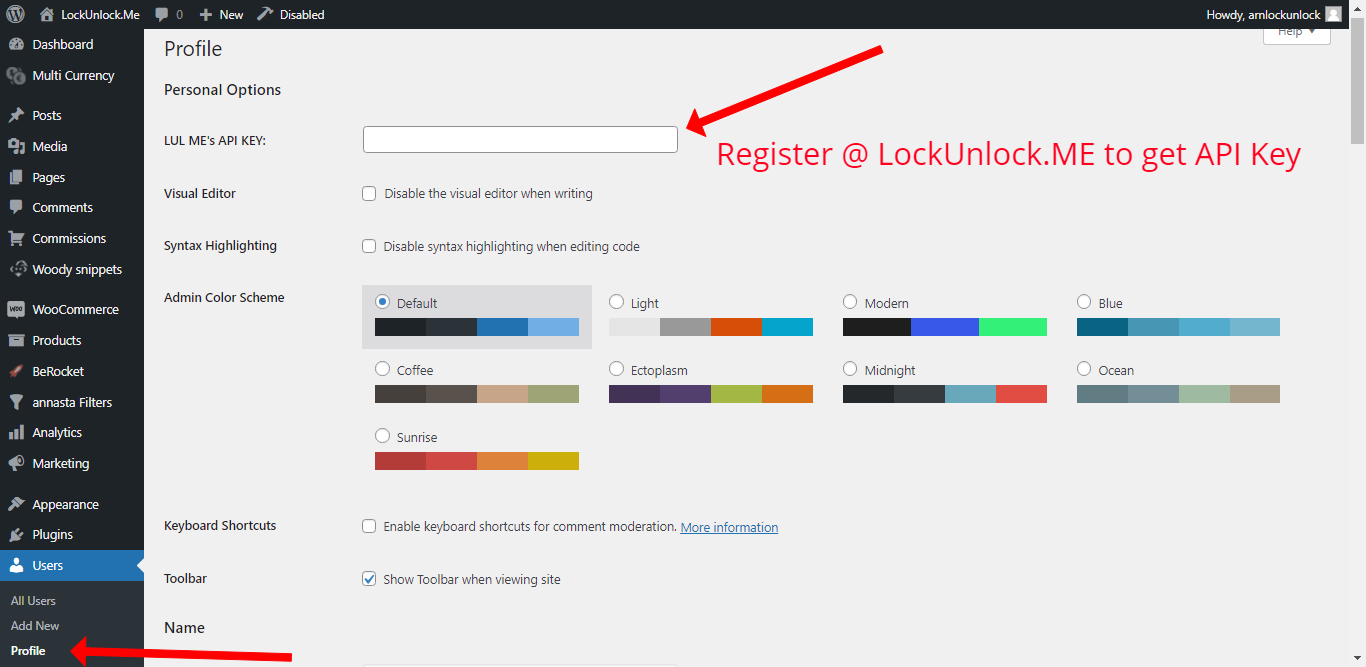 LockUnlock.Me 0 New Disabled Howdy, amlockunlock
Help
Dashboard
Multi Currency
Posts
Media
Pages
Comments
Commissions
Woody snippets
WooCommerce
Products
BeRocket
annasta Filters
Analytics
Marketing
Appearance
Plugins
Users
All Users
Add New
Profile
Profile
Personal Options
LUL ME's API KEY:
Register @ LockUnlock.ME to get API Key
Visual Editor Disable the visual editor when writing
Syntax Highlighting Disable syntax highlighting when editing code
Admin Color Scheme
Default Light Modern Blue
Coffee Ectoplasm Midnight Ocean
Sunrise
Keyboard Shortcuts Enable keyboard shortcuts for comment moderation. More information
Toolbar Show Toolbar when viewing site
Name